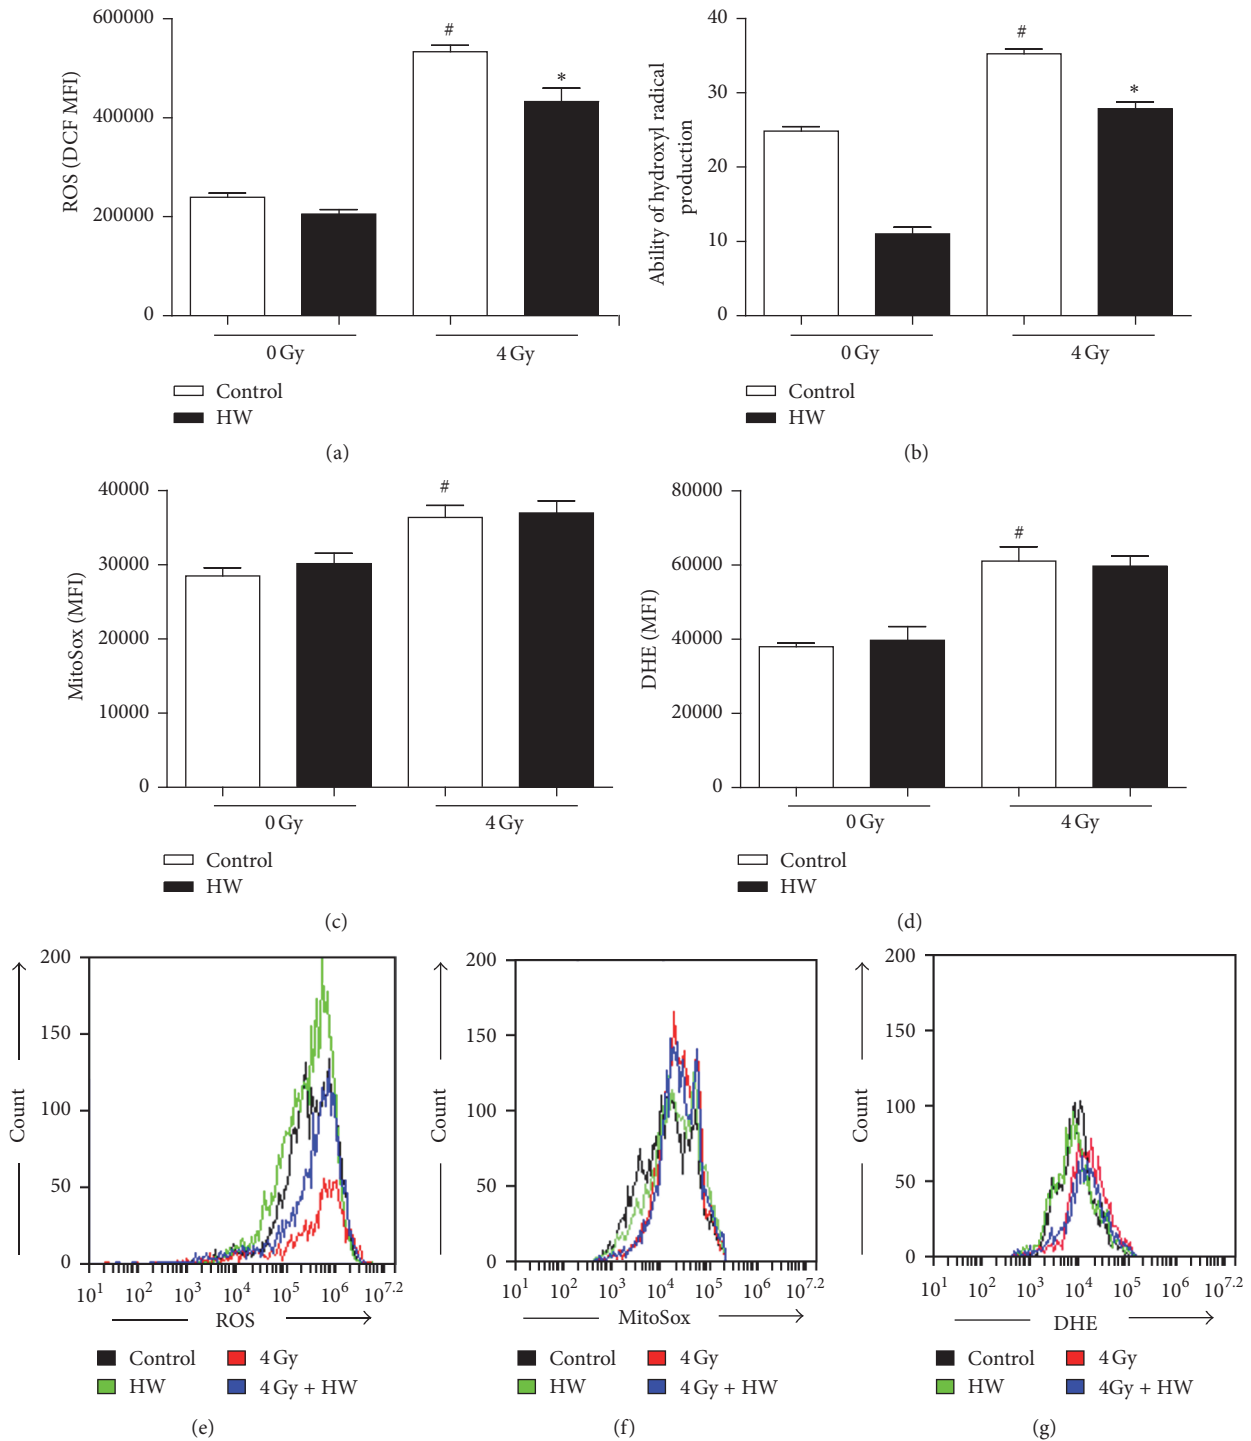 600000
400000
200000
0
ROS (DCF MFI)
#
*
0 Gy
4 Gy
Control
HW
(a)
40
30
20
10
0
Ability of hydroxyl radical
production
#
*
0 Gy
4 Gy
Control
HW
(b)
40000
30000
20000
10000
0
MitoSox (MFI)
#
0 Gy
4 Gy
Control
HW
(c)
80000
60000
40000
20000
0
DHE (MFI)
#
0 Gy
4 Gy
Control
HW
(d)
200
150
100
50
0
Count
10¹ 10² 10³ 10⁴ 10⁵ 10⁶ 10⁷·²
ROS
Control 4 Gy
HW 4 Gy + HW
(e)
200
150
100
50
0
Count
10¹ 10² 10³ 10⁴ 10⁵ 10⁶ 10⁷·²
MitoSox
Control 4 Gy
HW 4 Gy + HW
(f)
200
150
100
50
0
Count
10¹ 10² 10³ 10⁴ 10⁵ 10⁶ 10⁷·²
DHE
Control 4 Gy
HW 4Gy + HW
(g)